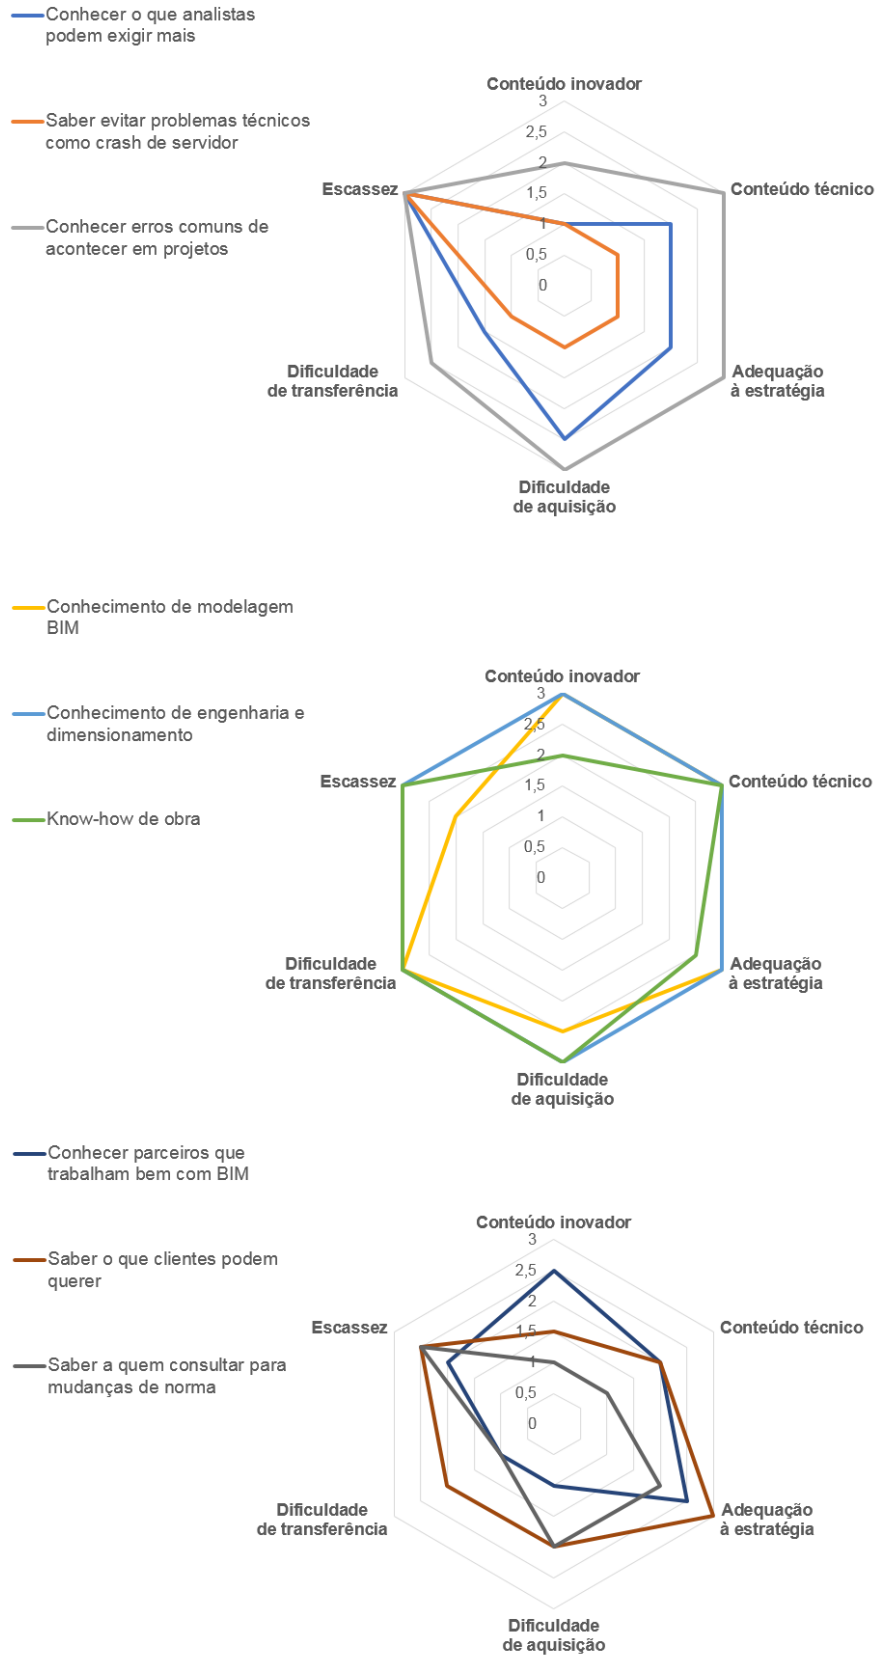 Conhecer o que analistas
podem exigir mais
Saber evitar problemas técnicos
como crash de servidor
Conhecer erros comuns de
acontecer em projetos
Conteúdo inovador
3
2,5
2
1,5
1
0,5
0
Escassez
Conteúdo técnico
Dificuldade
de transferência
Adequação
à estratégia
Dificuldade
de aquisição
Conhecimento de modelagem
BIM
Conhecimento de engenharia e
dimensionamento
Know-how de obra
Conteúdo inovador
3
2,5
2
1,5
1
0,5
0
Escassez
Conteúdo técnico
Dificuldade
de transferência
Adequação
à estratégia
Dificuldade
de aquisição
Conhecer parceiros que
trabalham bem com BIM
Saber o que clientes podem
querer
Saber a quem consultar para
mudanças de norma
Conteúdo inovador
3
2,5
2
1,5
1
0,5
0
Escassez
Conteúdo técnico
Dificuldade
de transferência
Adequação
à estratégia
Dificuldade
de aquisição